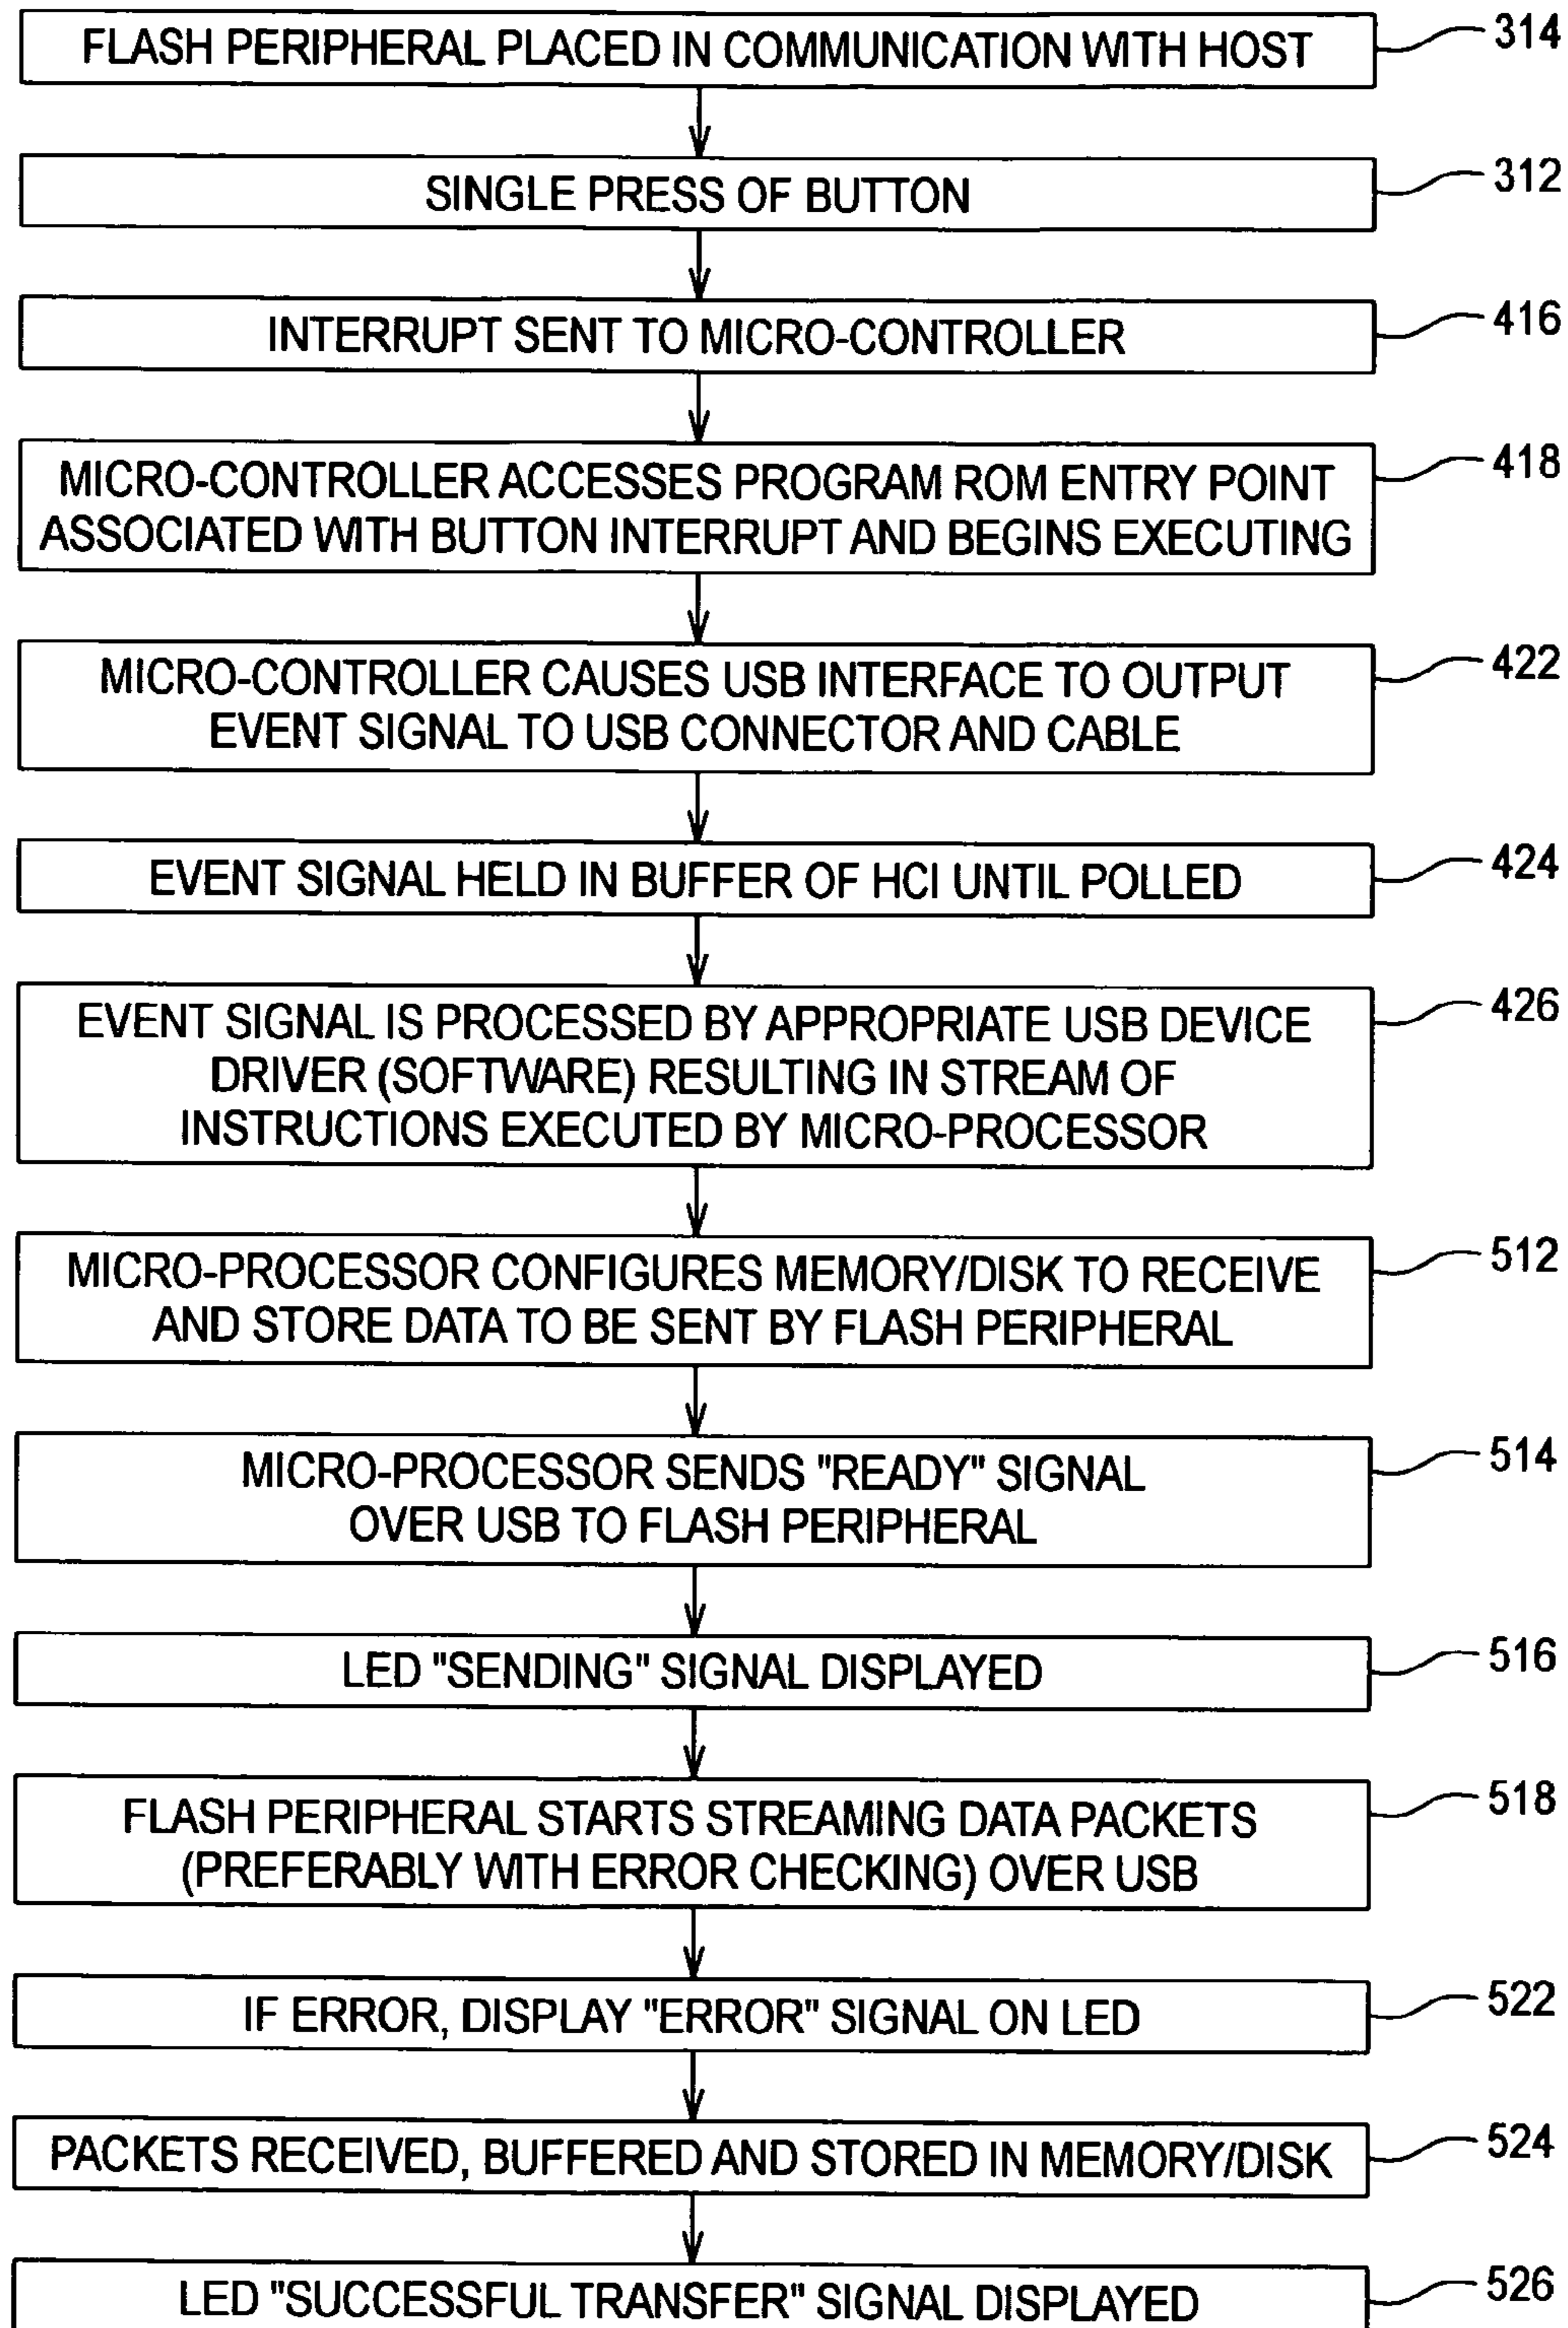 FLASH PERIPHERAL PLACED IN COMMUNICATION WITH HOST
314
SINGLE PRESS OF BUTTON
312
INTERRUPT SENT TO MICRO-CONTROLLER
416
MICRO-CONTROLLER ACCESSES PROGRAM ROM ENTRY POINT
ASSOCIATED WITH BUTTON INTERRUPT AND BEGINS EXECUTING
418
MICRO-CONTROLLER CAUSES USB INTERFACE TO OUTPUT
EVENT SIGNAL TO USB CONNECTOR AND CABLE
422
EVENT SIGNAL HELD IN BUFFER OF HCI UNTIL POLLED
424
EVENT SIGNAL IS PROCESSED BY APPROPRIATE USB DEVICE
DRIVER (SOFTWARE) RESULTING IN STREAM OF
INSTRUCTIONS EXECUTED BY MICRO-PROCESSOR
426
MICRO-PROCESSOR CONFIGURES MEMORY/DISK TO RECEIVE
AND STORE DATA TO BE SENT BY FLASH PERIPHERAL
512
MICRO-PROCESSOR SENDS "READY" SIGNAL
OVER USB TO FLASH PERIPHERAL
514
LED "SENDING" SIGNAL DISPLAYED
516
FLASH PERIPHERAL STARTS STREAMING DATA PACKETS
(PREFERABLY WITH ERROR CHECKING) OVER USB
518
IF ERROR, DISPLAY "ERROR" SIGNAL ON LED
522
PACKETS RECEIVED, BUFFERED AND STORED IN MEMORY/DISK
524
LED "SUCCESSFUL TRANSFER" SIGNAL DISPLAYED
526